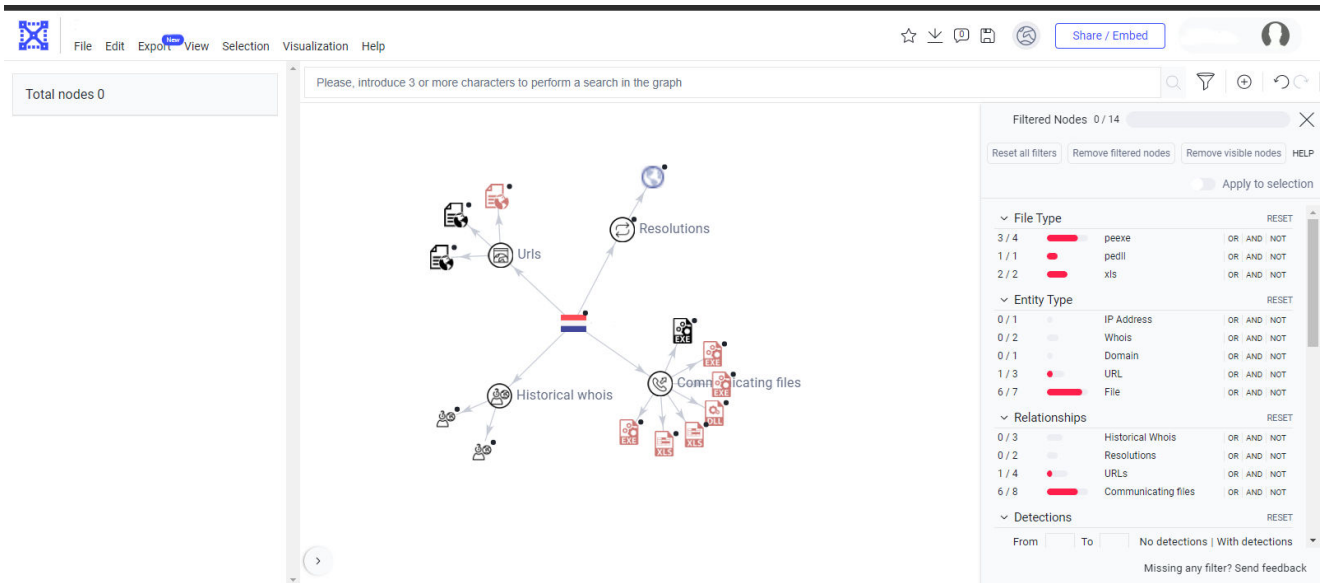 File Edit Export New View Selection Visualization Help
0
Share / Embed
Total nodes 0
Please, introduce 3 or more characters to perform a search in the graph
Filtered Nodes 0 / 14
Reset all filters Remove filtered nodes Remove visible nodes HELP
Apply to selection
File Type RESET
3 / 4 peexe OR AND NOT
1 / 1 pedll OR AND NOT
2 / 2 xls OR AND NOT
Entity Type RESET
0 / 1 IP Address OR AND NOT
0 / 2 Whois OR AND NOT
0 / 1 Domain OR AND NOT
1 / 3 URL OR AND NOT
6 / 7 File OR AND NOT
Relationships RESET
0 / 3 Historical Whois OR AND NOT
0 / 2 Resolutions OR AND NOT
1 / 4 URLs OR AND NOT
6 / 8 Communicating files OR AND NOT
Detections RESET
From To No detections | With detections
Missing any filter? Send feedback
Resolutions
Urls
EXE
EXE
Communicating files
EXE
Historical whois
DLL
EXE
XLS
XLS